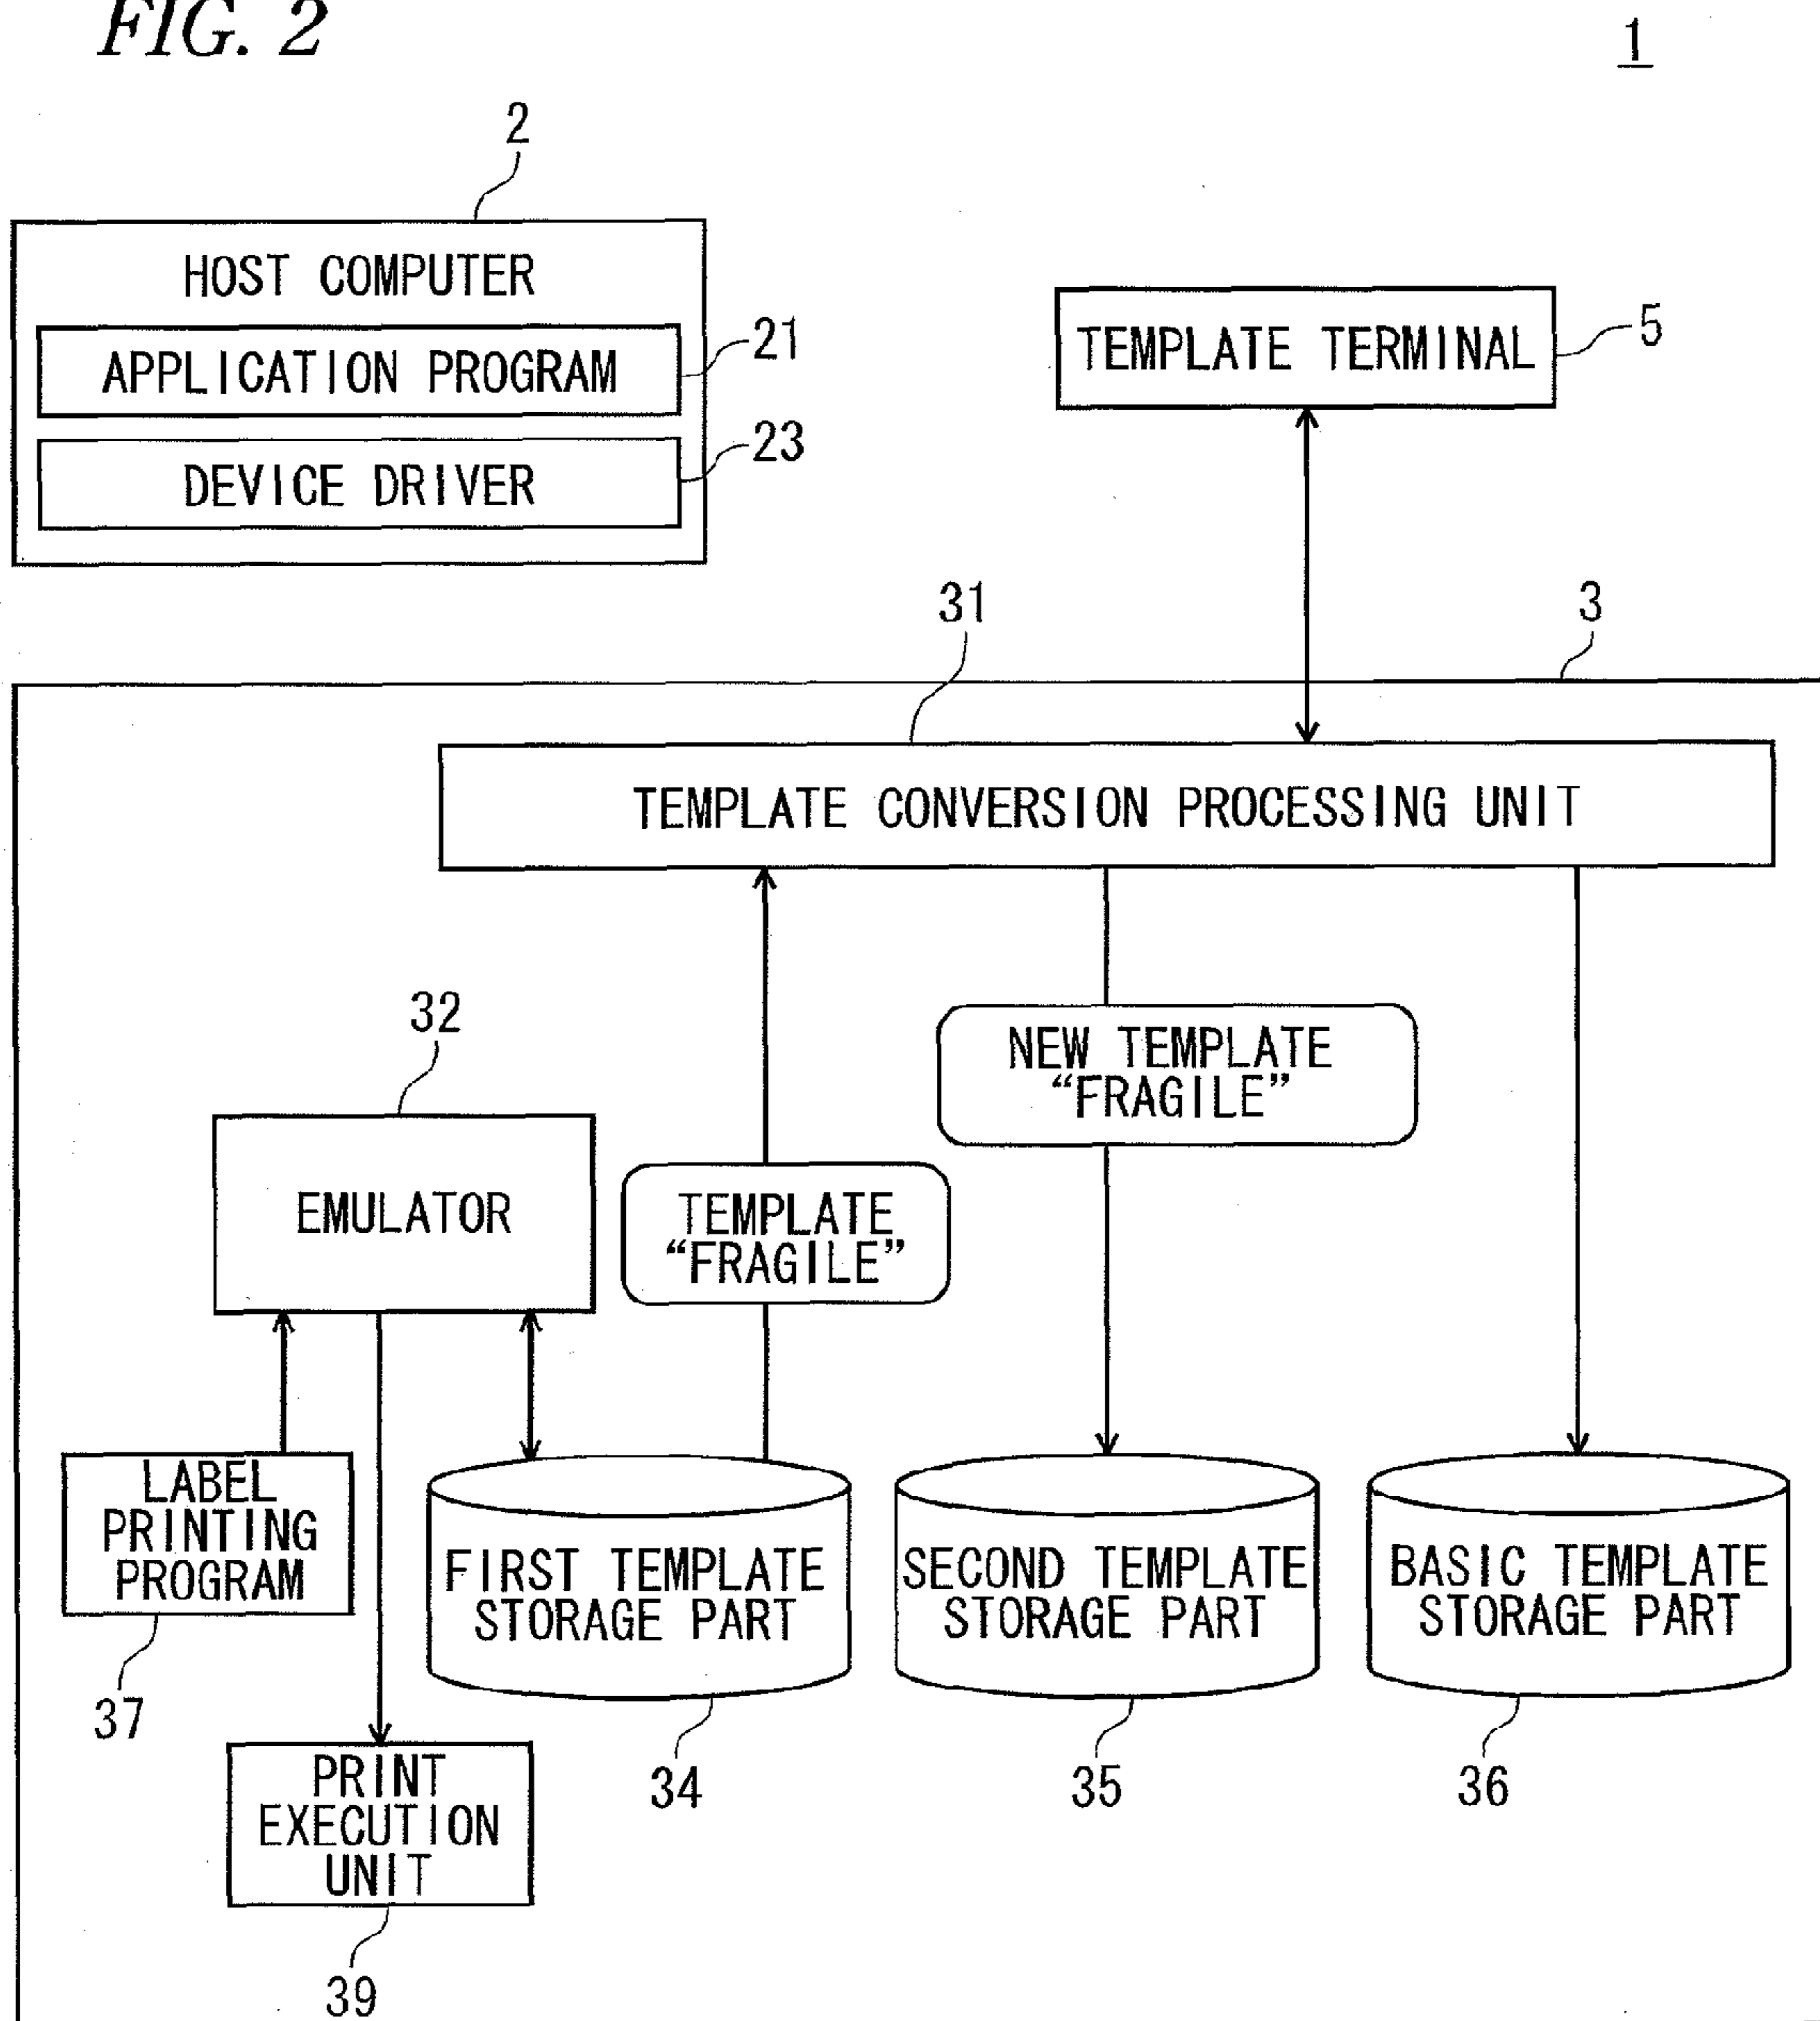 FIG. 2
1
2
HOST COMPUTER
APPLICATION PROGRAM
21
DEVICE DRIVER
23
TEMPLATE TERMINAL
5
31
3
TEMPLATE CONVERSION PROCESSING UNIT
32
NEW TEMPLATE
“FRAGILE”
EMULATOR
TEMPLATE
“FRAGILE”
LABEL
PRINTING
PROGRAM
37
FIRST TEMPLATE
STORAGE PART
34
SECOND TEMPLATE
STORAGE PART
35
BASIC TEMPLATE
STORAGE PART
36
PRINT
EXECUTION
UNIT
39